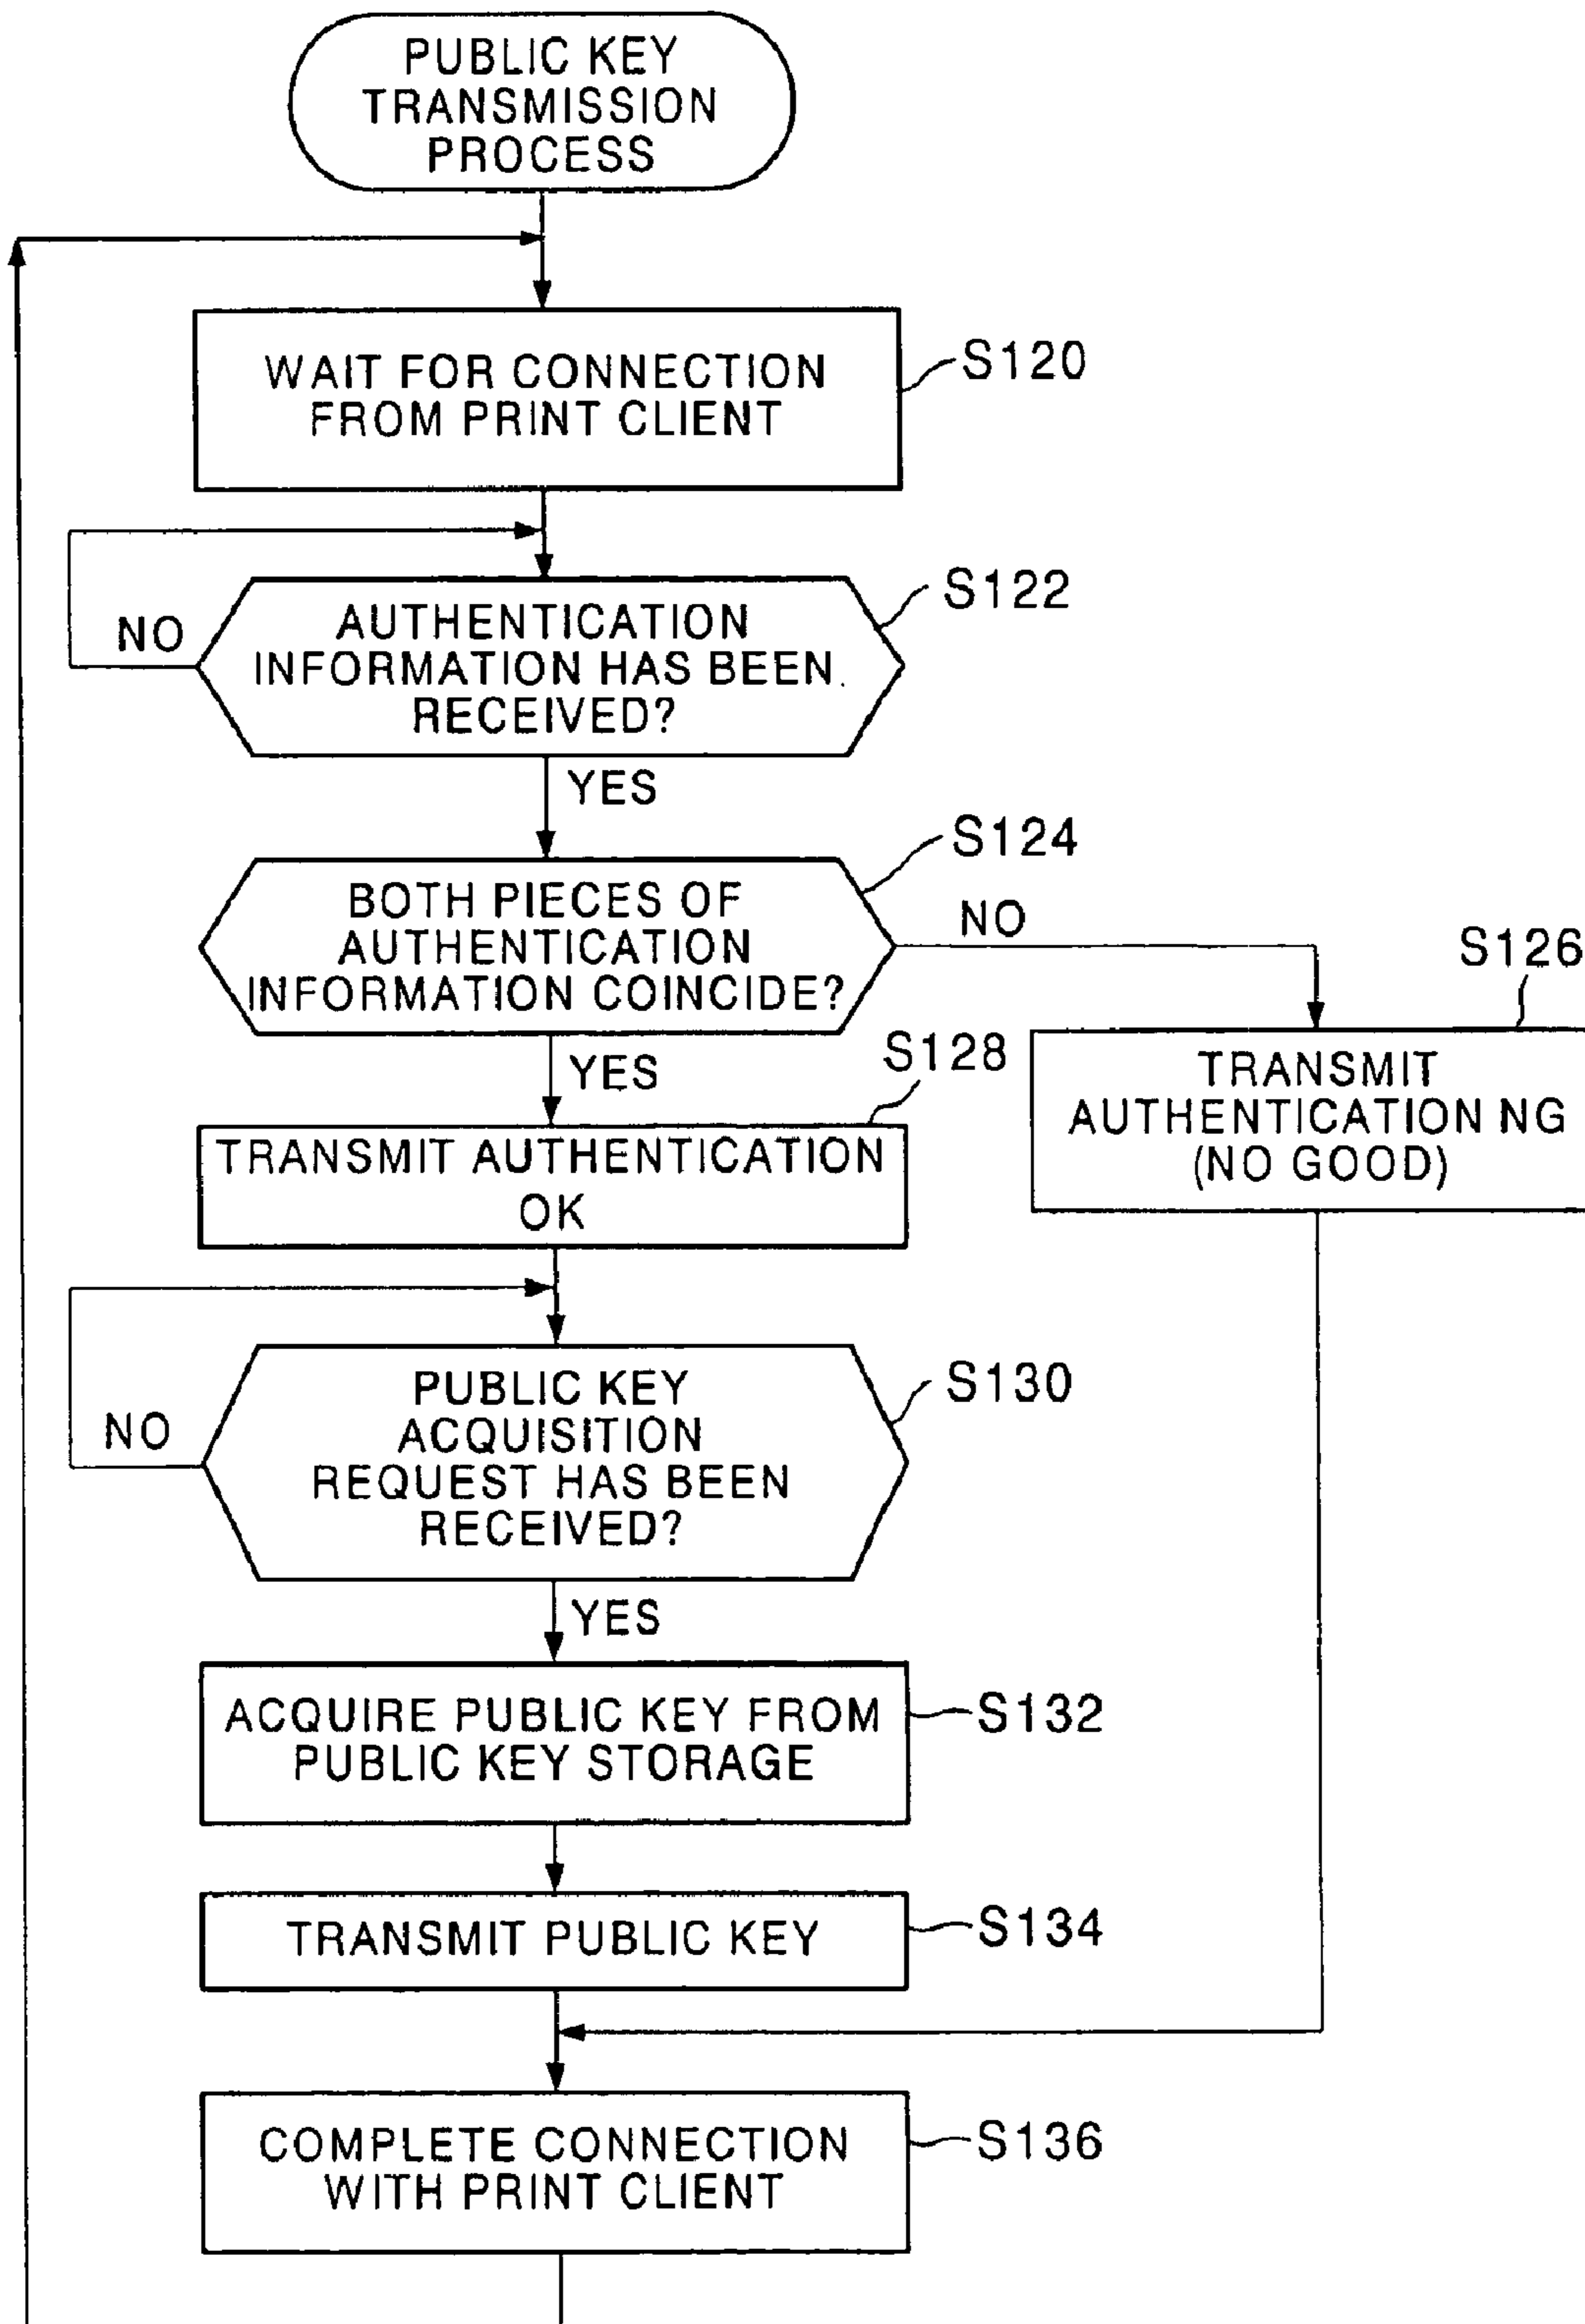 PUBLIC KEY
TRANSMISSION
PROCESS
WAIT FOR CONNECTION
FROM PRINT CLIENT
S120
AUTHENTICATION
INFORMATION HAS BEEN
RECEIVED?
S122
NO
YES
BOTH PIECES OF
AUTHENTICATION
INFORMATION COINCIDE?
S124
NO
S126
TRANSMIT
AUTHENTICATION NG
(NO GOOD)
YES
S128
TRANSMIT AUTHENTICATION
OK
PUBLIC KEY
ACQUISITION
REQUEST HAS BEEN
RECEIVED?
S130
NO
YES
ACQUIRE PUBLIC KEY FROM
PUBLIC KEY STORAGE
S132
TRANSMIT PUBLIC KEY
S134
COMPLETE CONNECTION
WITH PRINT CLIENT
S136